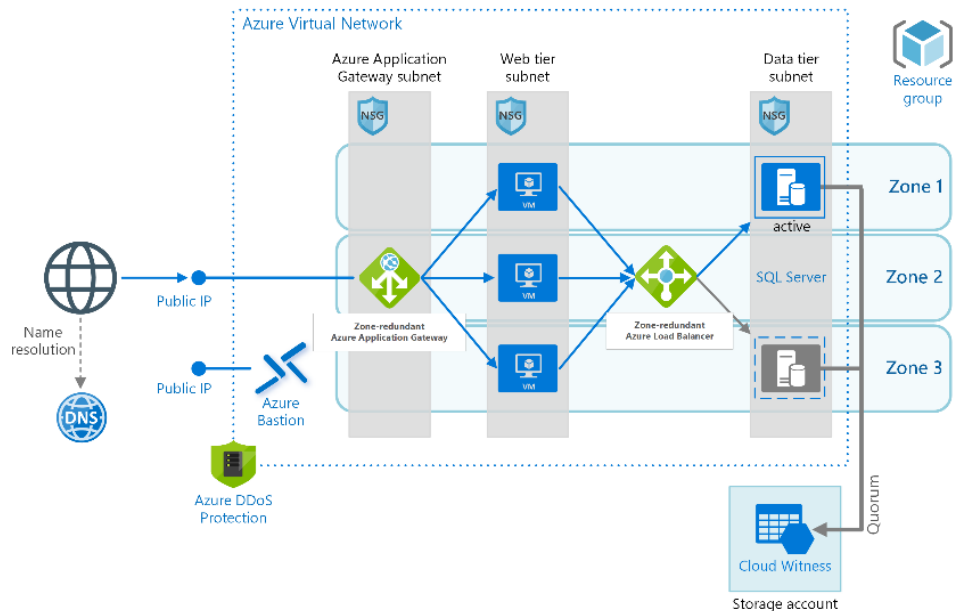 Azure Virtual Network
Resource
group
Azure Application
Gateway subnet
Web tier
subnet
Data tier
subnet
NSG
NSG
NSG
Zone 1
VM
active
Zone 2
Public IP
VM
SQL Server
Name
resolution
Zone-redundant
Azure Application Gateway
Zone-redundant
Azure Load Balancer
Zone 3
Public IP
Azure
Bastion
VM
DNS
Azure DDoS
Protection
Quorum
Cloud Witness
Storage account